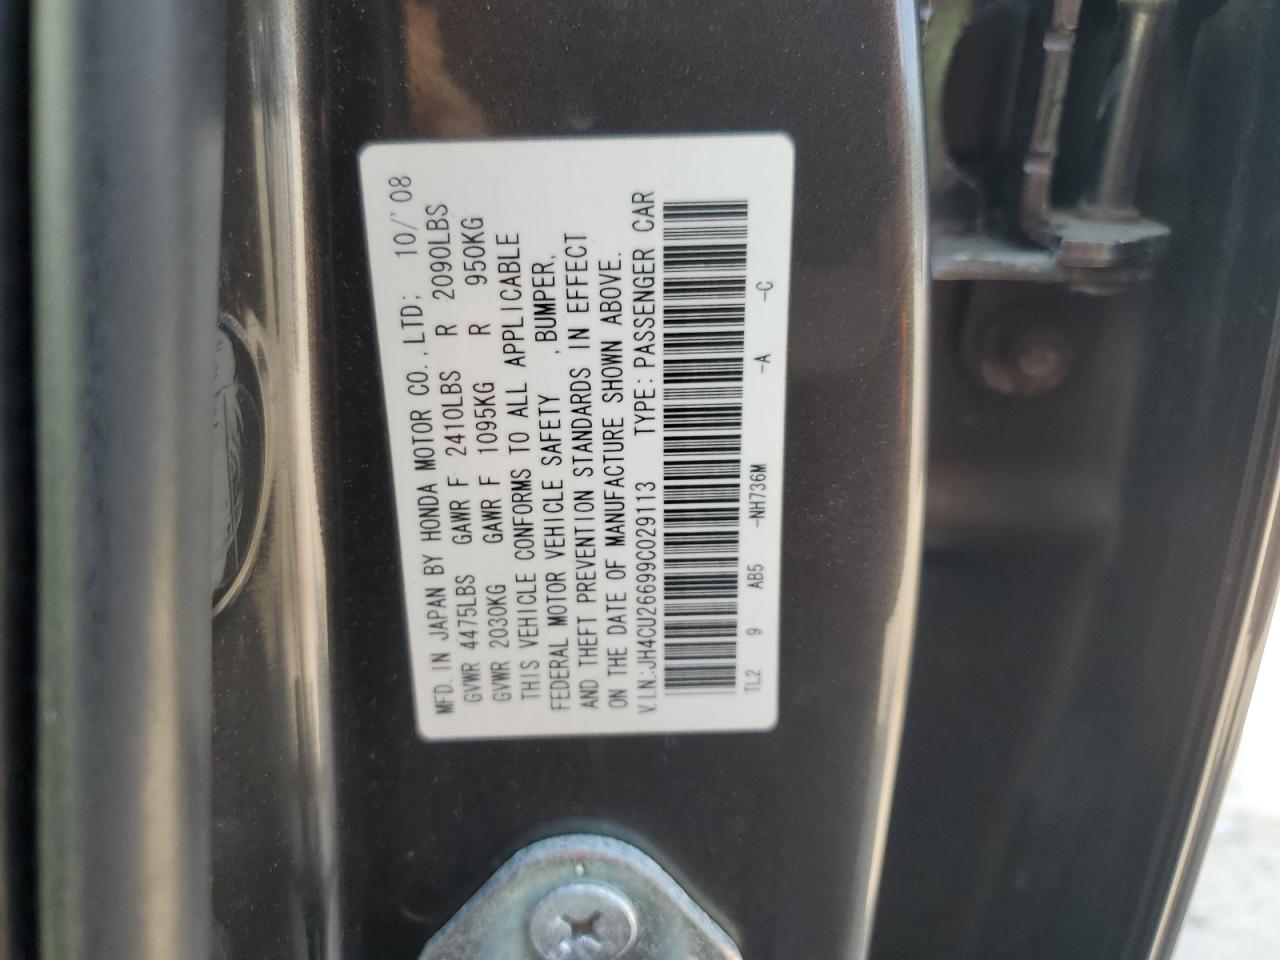 MFD. IN JAPAN BY HONDA MOTOR CO., LTD: 10/'08
GVWR 4475LBS GAWR F 2410LBS R 2090LBS
GVWR 2030KG GAWR F 1095KG R 950KG
THIS VEHICLE CONFORMS TO ALL APPLICABLE
FEDERAL MOTOR VEHICLE SAFETY , BUMPER,
AND THEFT PREVENTION STANDARDS IN EFFECT
ON THE DATE OF MANUFACTURE SHOWN ABOVE.
V.I.N.:JH4CU26699C029113 TYPE: PASSENGER CAR
TL2 9 AB5 -NH736M -A -C